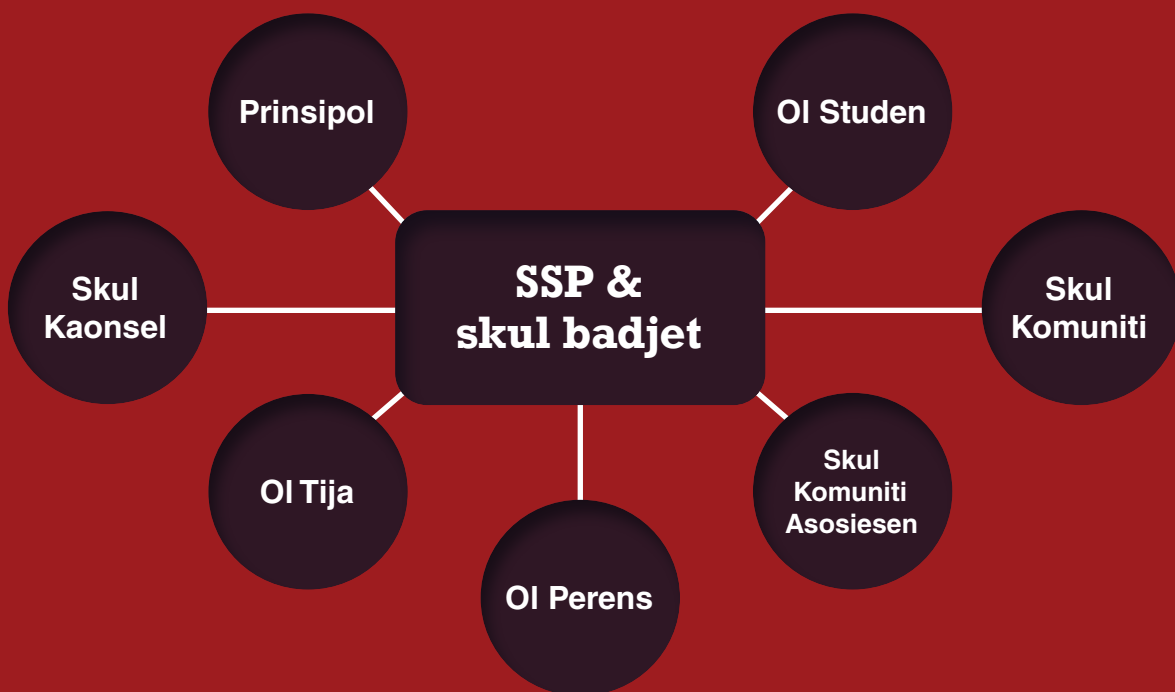 Prinsipol
Ol Studen
SSP &
skul badjet
Skul
Kaonsel
Skul
Komuniti
Ol Tija
Skul
Komuniti
Asosiesen
Ol Perens